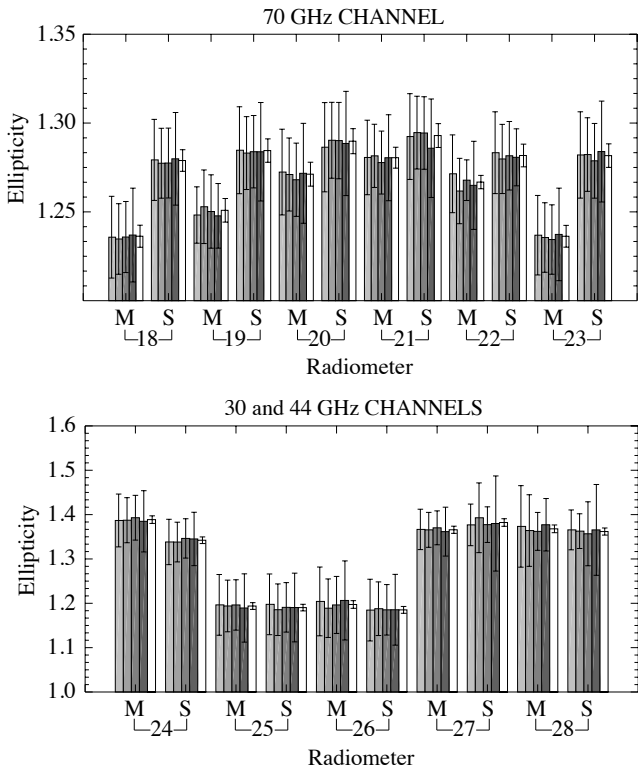 70 GHz CHANNEL
1.35
1.30
1.25
Ellipticity
M S M S M S M S M S M S
18 19 20 21 22 23
Radiometer
30 and 44 GHz CHANNELS
1.6
1.5
1.4
1.3
1.2
1.1
1.0
Ellipticity
M S M S M S M S M S
24 25 26 27 28
Radiometer